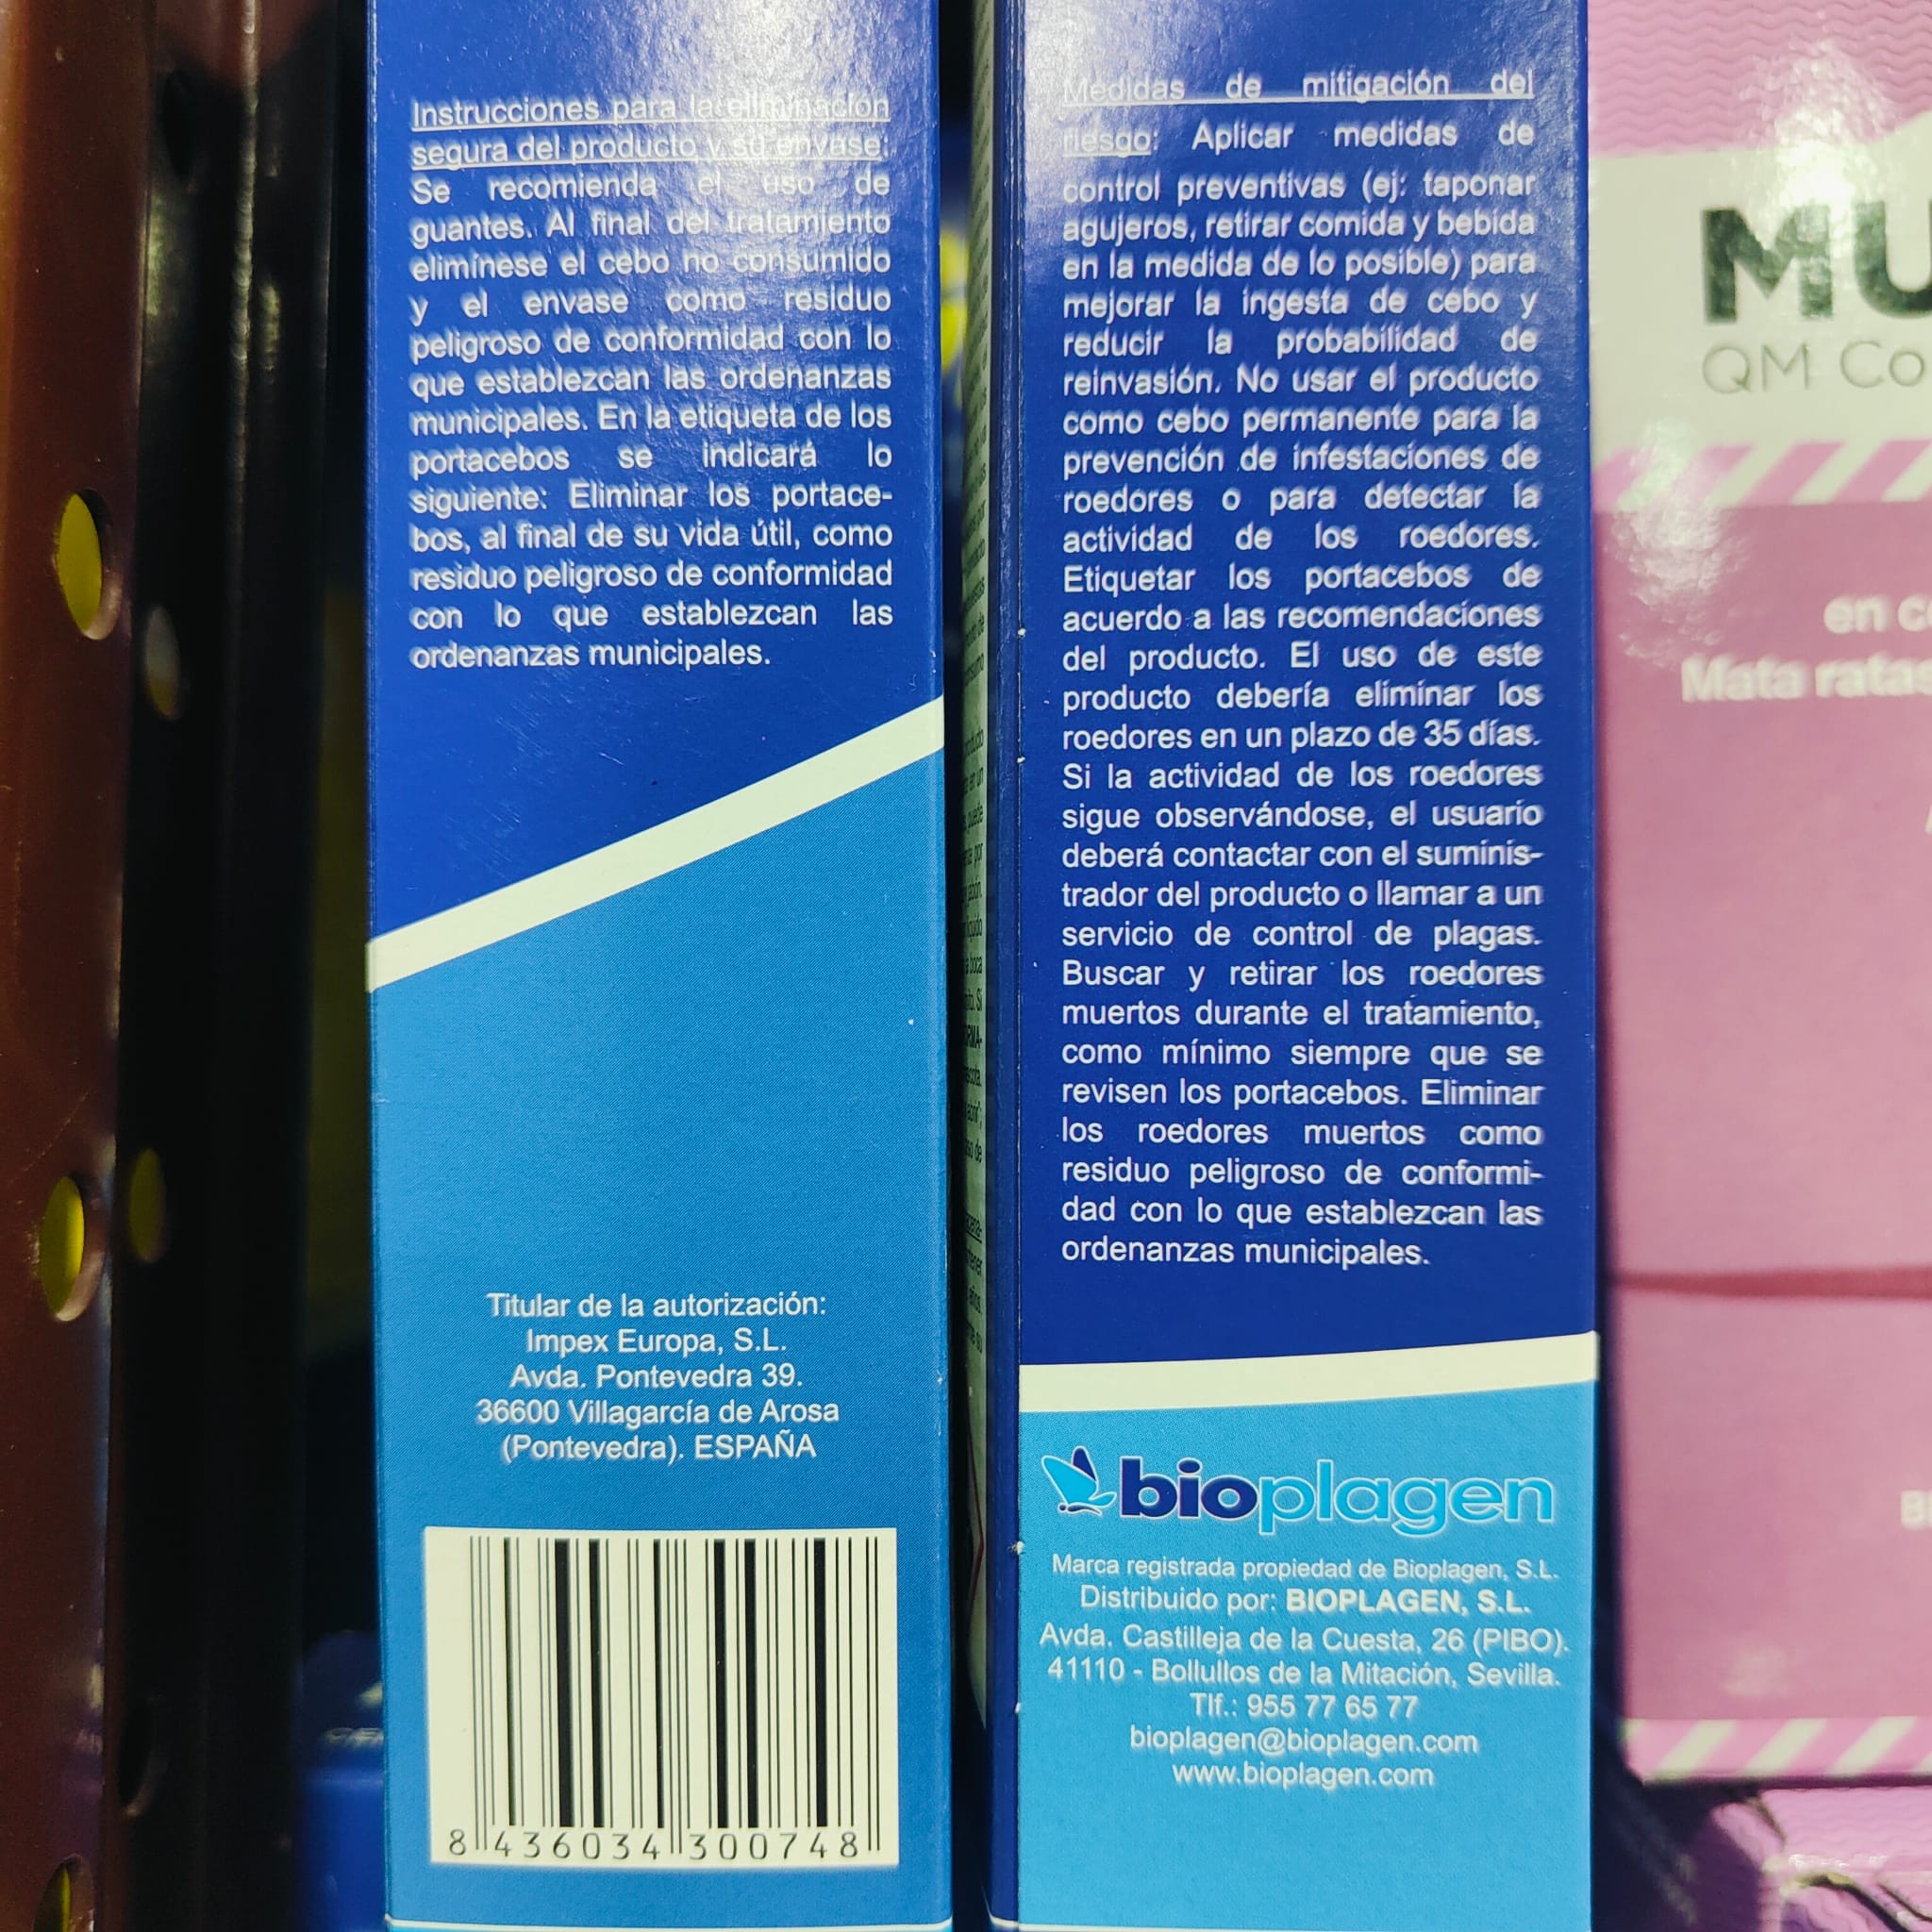 Instrucciones para la eliminación
segura del producto y su envase:
Se recomienda el uso de
guantes. Al final del tratamiento
elimínese el cebo no consumido
y el envase como residuo
peligroso de conformidad con lo
que establezcan las ordenanzas
municipales. En la etiqueta de los
portacebos se indicará lo
siguiente: Eliminar los portace-
bos, al final de su vida útil, como
residuo peligroso de conformidad
con lo que establezcan las
ordenanzas municipales.
Titular de la autorización:
Impex Europa, S.L.
Avda. Pontevedra 39.
36600 Villagarcía de Arosa
(Pontevedra). ESPAÑA
8 436034 300748
Medidas de mitigación del
riesgo: Aplicar medidas de
control preventivas (ej: taponar
agujeros, retirar comida y bebida
en la medida de lo posible) para
mejorar la ingesta de cebo y
reducir la probabilidad de
reinvasión. No usar el producto
como cebo permanente para la
prevención de infestaciones de
roedores o para detectar la
actividad de los roedores.
Etiquetar los portacebos de
acuerdo a las recomendaciones
del producto. El uso de este
producto debería eliminar los
roedores en un plazo de 35 días.
Si la actividad de los roedores
sigue observándose, el usuario
deberá contactar con el suminis-
trador del producto o llamar a un
servicio de control de plagas.
Buscar y retirar los roedores
muertos durante el tratamiento,
como mínimo siempre que se
revisen los portacebos. Eliminar
los roedores muertos como
residuo peligroso de conformi-
dad con lo que establezcan las
ordenanzas municipales.
bioplagen
Marca registrada propiedad de Bioplagen, S.L.
Distribuido por: BIOPLAGEN, S.L.
Avda. Castilleja de la Cuesta, 26 (PIBO).
41110 - Bollullos de la Mitación, Sevilla.
Tlf.: 955 77 65 77
bioplagen@bioplagen.com
www.bioplagen.com
MU
QM Co
en c
Mata ratas